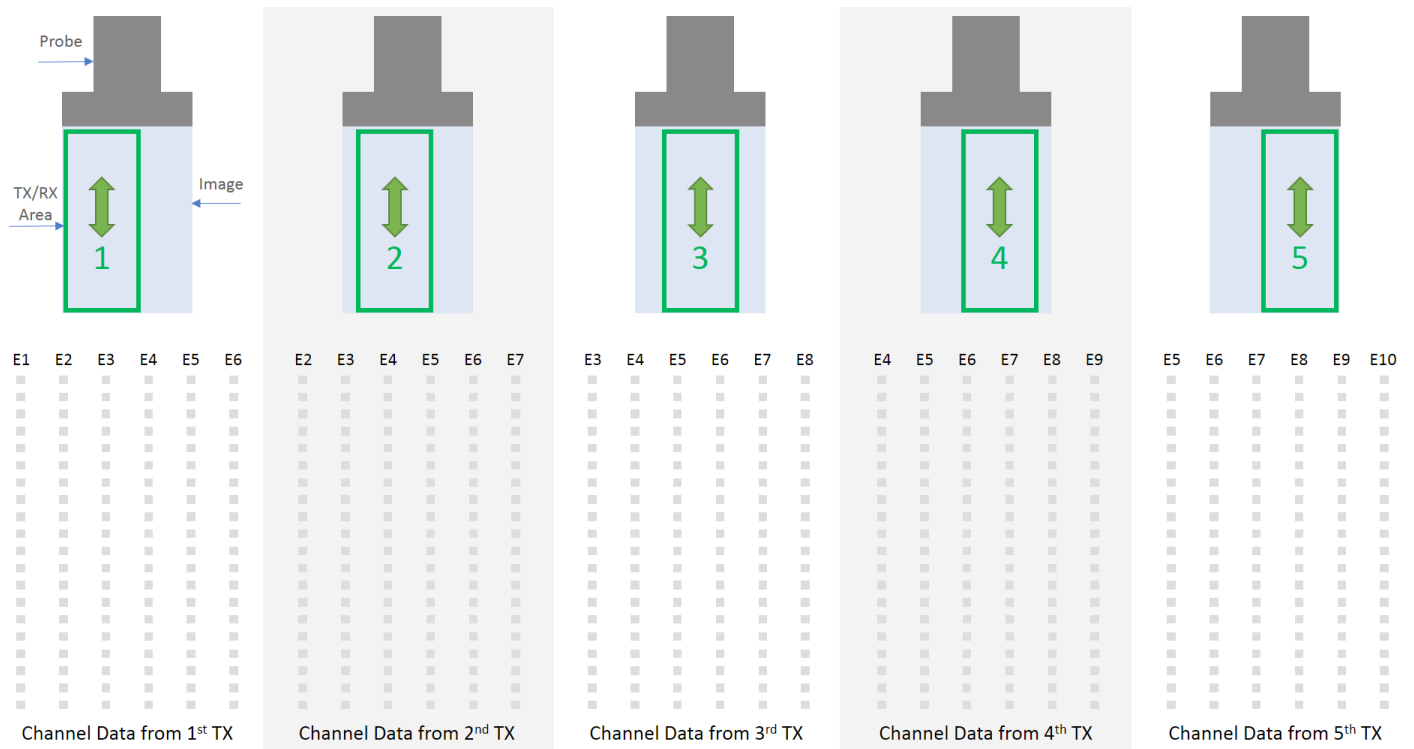 Probe
TX/RX
Area
Image
1
2
3
4
5
E1 E2 E3 E4 E5 E6
E2 E3 E4 E5 E6 E7
E3 E4 E5 E6 E7 E8
E4 E5 E6 E7 E8 E9
E5 E6 E7 E8 E9 E10
Channel Data from 1st TX
Channel Data from 2nd TX
Channel Data from 3rd TX
Channel Data from 4th TX
Channel Data from 5th TX